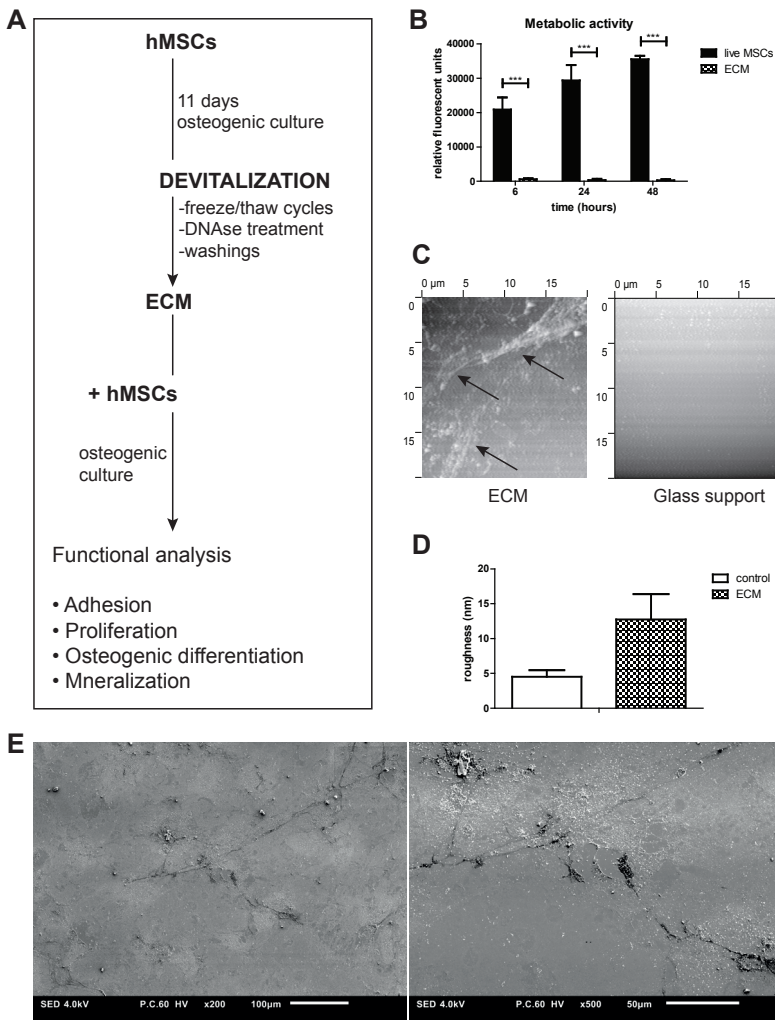 A
hMSCs
11 days
osteogenic culture
DEVITALIZATION
-freeze/thaw cycles
-DNAse treatment
-washings
ECM
+ hMSCs
osteogenic
culture
Functional analysis
• Adhesion
• Proliferation
• Osteogenic differentiation
• Mneralization
B
Metabolic activity
relative fluorescent units
40000
30000
20000
10000
0
***
***
***
6
24
48
time (hours)
live MSCs
ECM
C
0 µm 5 10 15
0
5
10
15
ECM
0 µm 5 10 15
0
5
10
15
Glass support
D
roughness (nm)
20
15
10
5
0
control
ECM
E
SED 4.0kV P.C.60 HV x200 100µm
SED 4.0kV P.C.60 HV x500 50µm